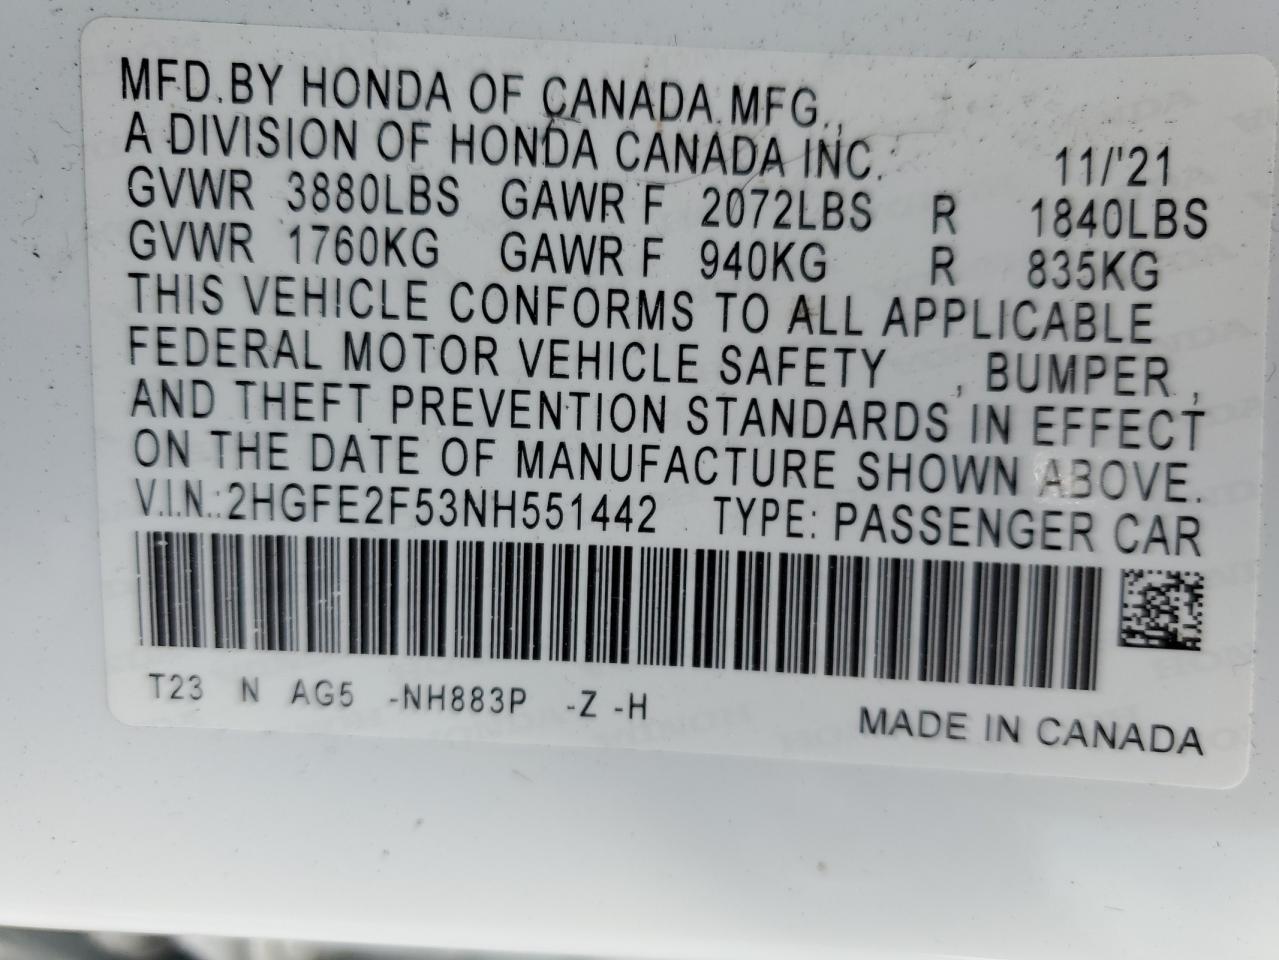 MFD.BY HONDA OF CANADA MFG.,
A DIVISION OF HONDA CANADA INC. 11/'21
GVWR 3880LBS GAWR F 2072LBS R 1840LBS
GVWR 1760KG GAWR F 940KG R 835KG
THIS VEHICLE CONFORMS TO ALL APPLICABLE
FEDERAL MOTOR VEHICLE SAFETY , BUMPER ,
AND THEFT PREVENTION STANDARDS IN EFFECT
ON THE DATE OF MANUFACTURE SHOWN ABOVE.
V.I.N.:2HGFE2F53NH551442 TYPE: PASSENGER CAR
T23 N AG5 -NH883P -Z -H
MADE IN CANADA